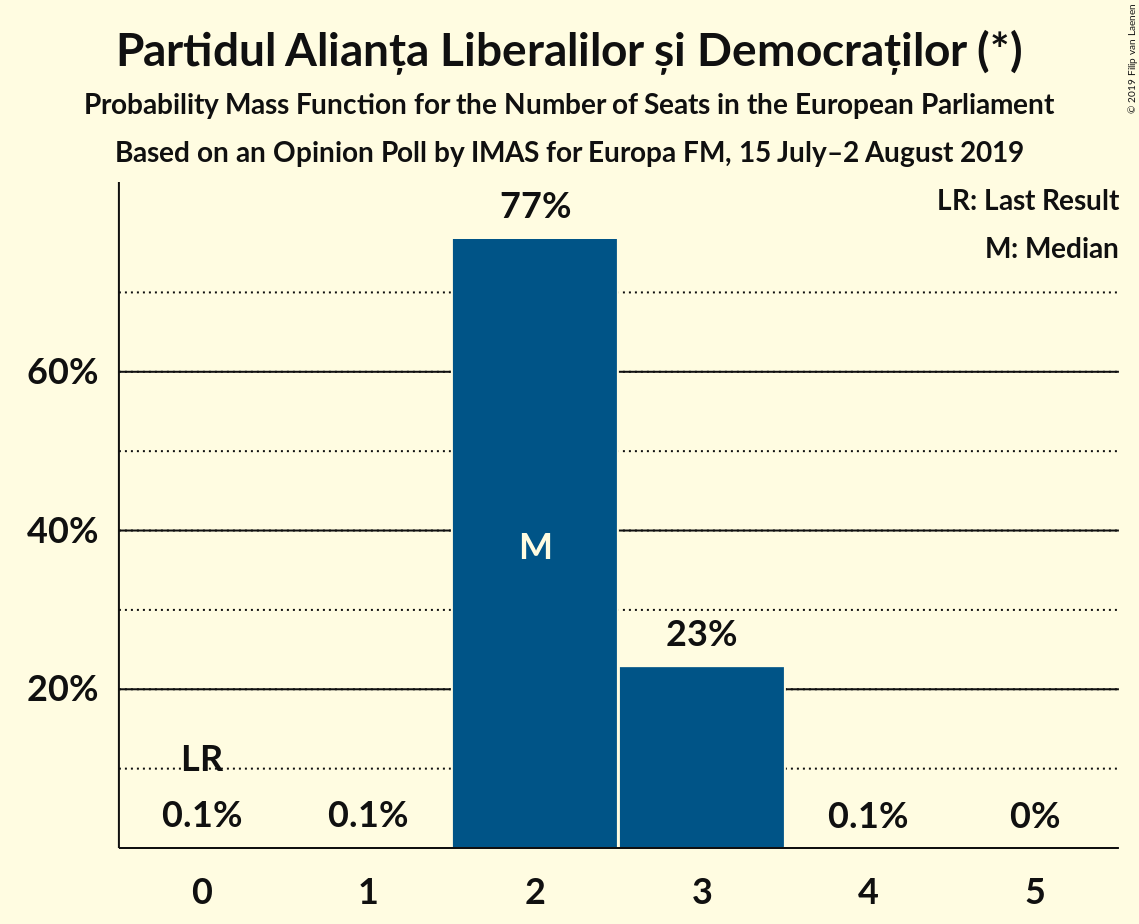 Partidul Alianța Liberalilor și Democraților (*)
Probability Mass Function for the Number of Seats in the European Parliament
Based on an Opinion Poll by IMAS for Europa FM, 15 July–2 August 2019
© 2019 Filip van Laenen
LR: Last Result
M: Median
77%
60%
40%
M
23%
20%
LR
0.1% 0.1% 0.1% 0%
0 1 2 3 4 5